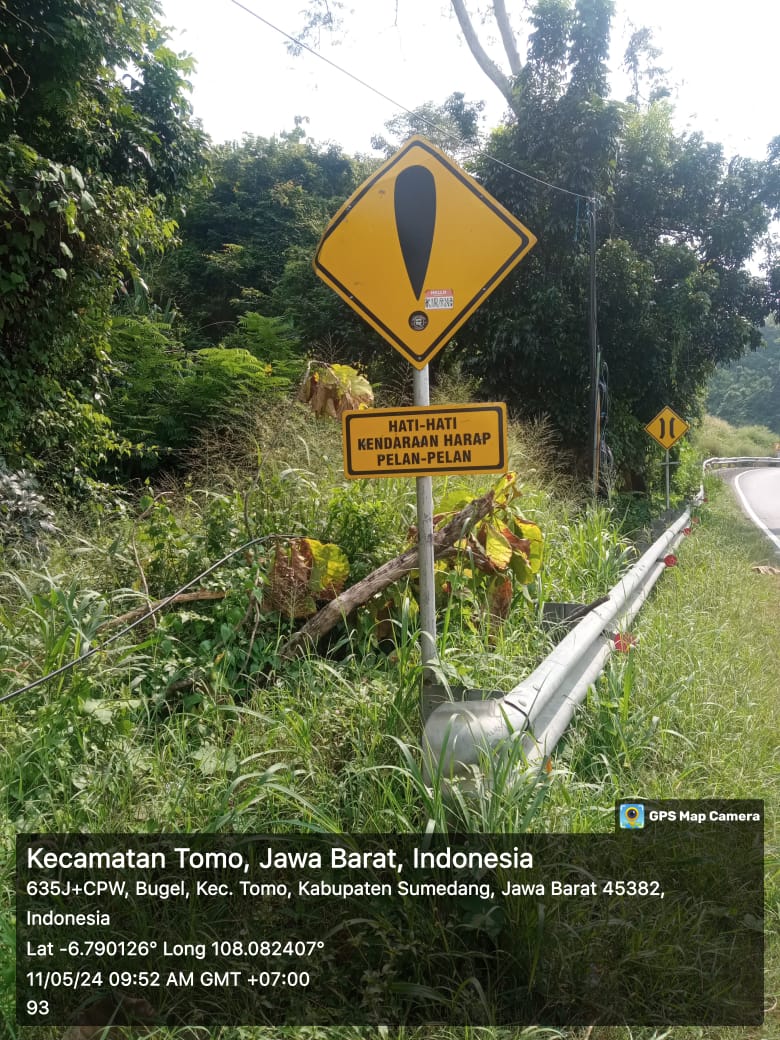 HELLO
HATI-HATI
KENDARAAN HARAP
PELAN-PELAN
GPS Map Camera
Kecamatan Tomo, Jawa Barat, Indonesia
635J+CPW, Bugel, Kec. Tomo, Kabupaten Sumedang, Jawa Barat 45382,
Indonesia
Lat -6.790126° Long 108.082407°
11/05/24 09:52 AM GMT +07:00
93